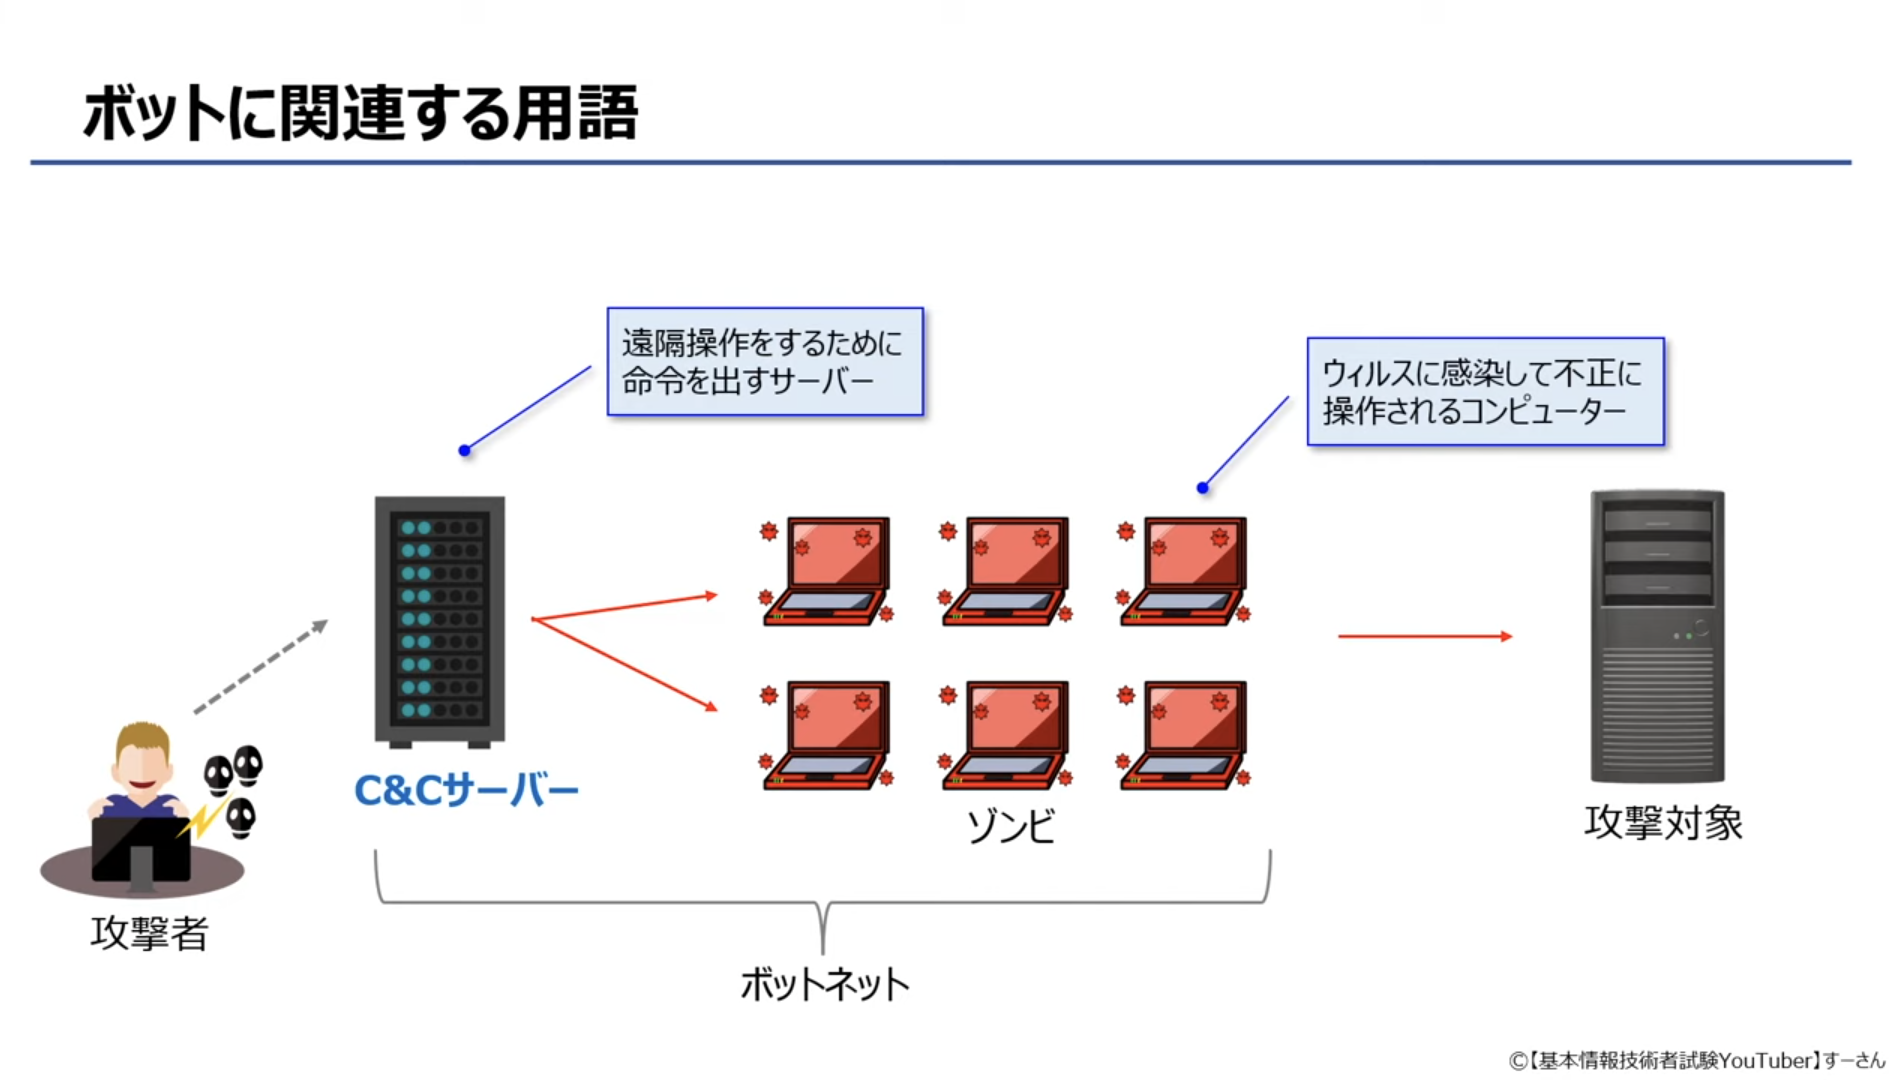 ボットに関連する用語
遠隔操作をするために
命令を出すサーバー
ウィルスに感染して不正に
操作されるコンピューター
C&Cサーバー
ゾンビ
攻撃対象
攻撃者
ボットネット
©【基本情報技術者試験YouTuber】すーさん